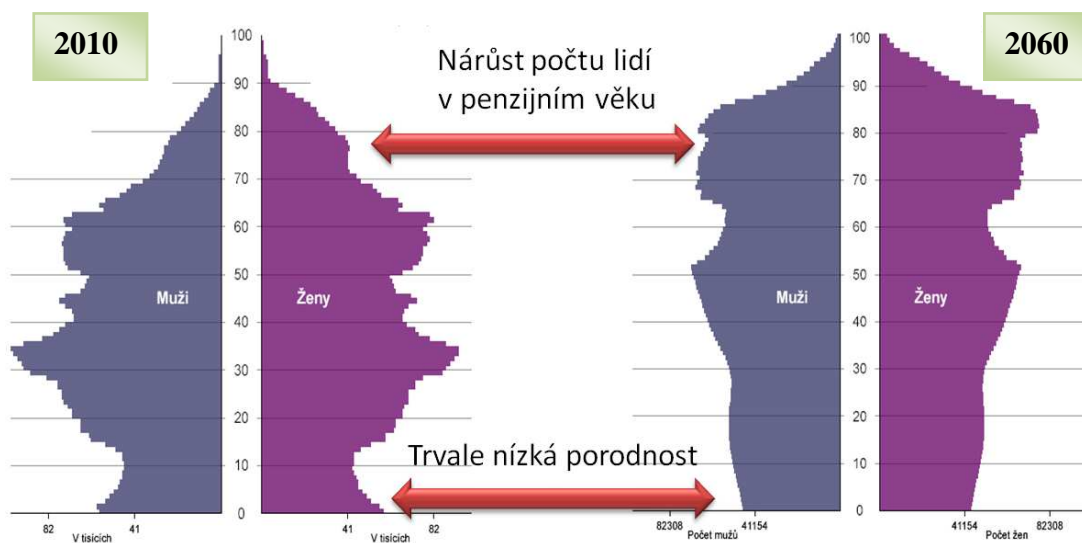 2010
100
90
80
70
60
50
40
30
20
10
0
Muži
Ženy
82
41
V tisících
41
82
V tisících
Nárůst počtu lidí
v penzijním věku
Trvale nízká porodnost
2060
100
90
80
70
60
50
40
30
20
10
0
Muži
Ženy
82308
41154
Počet mužů
41154
82308
Počet žen